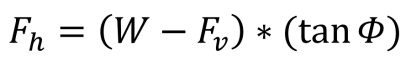 F_h = (W − F_v) * (tan Φ)